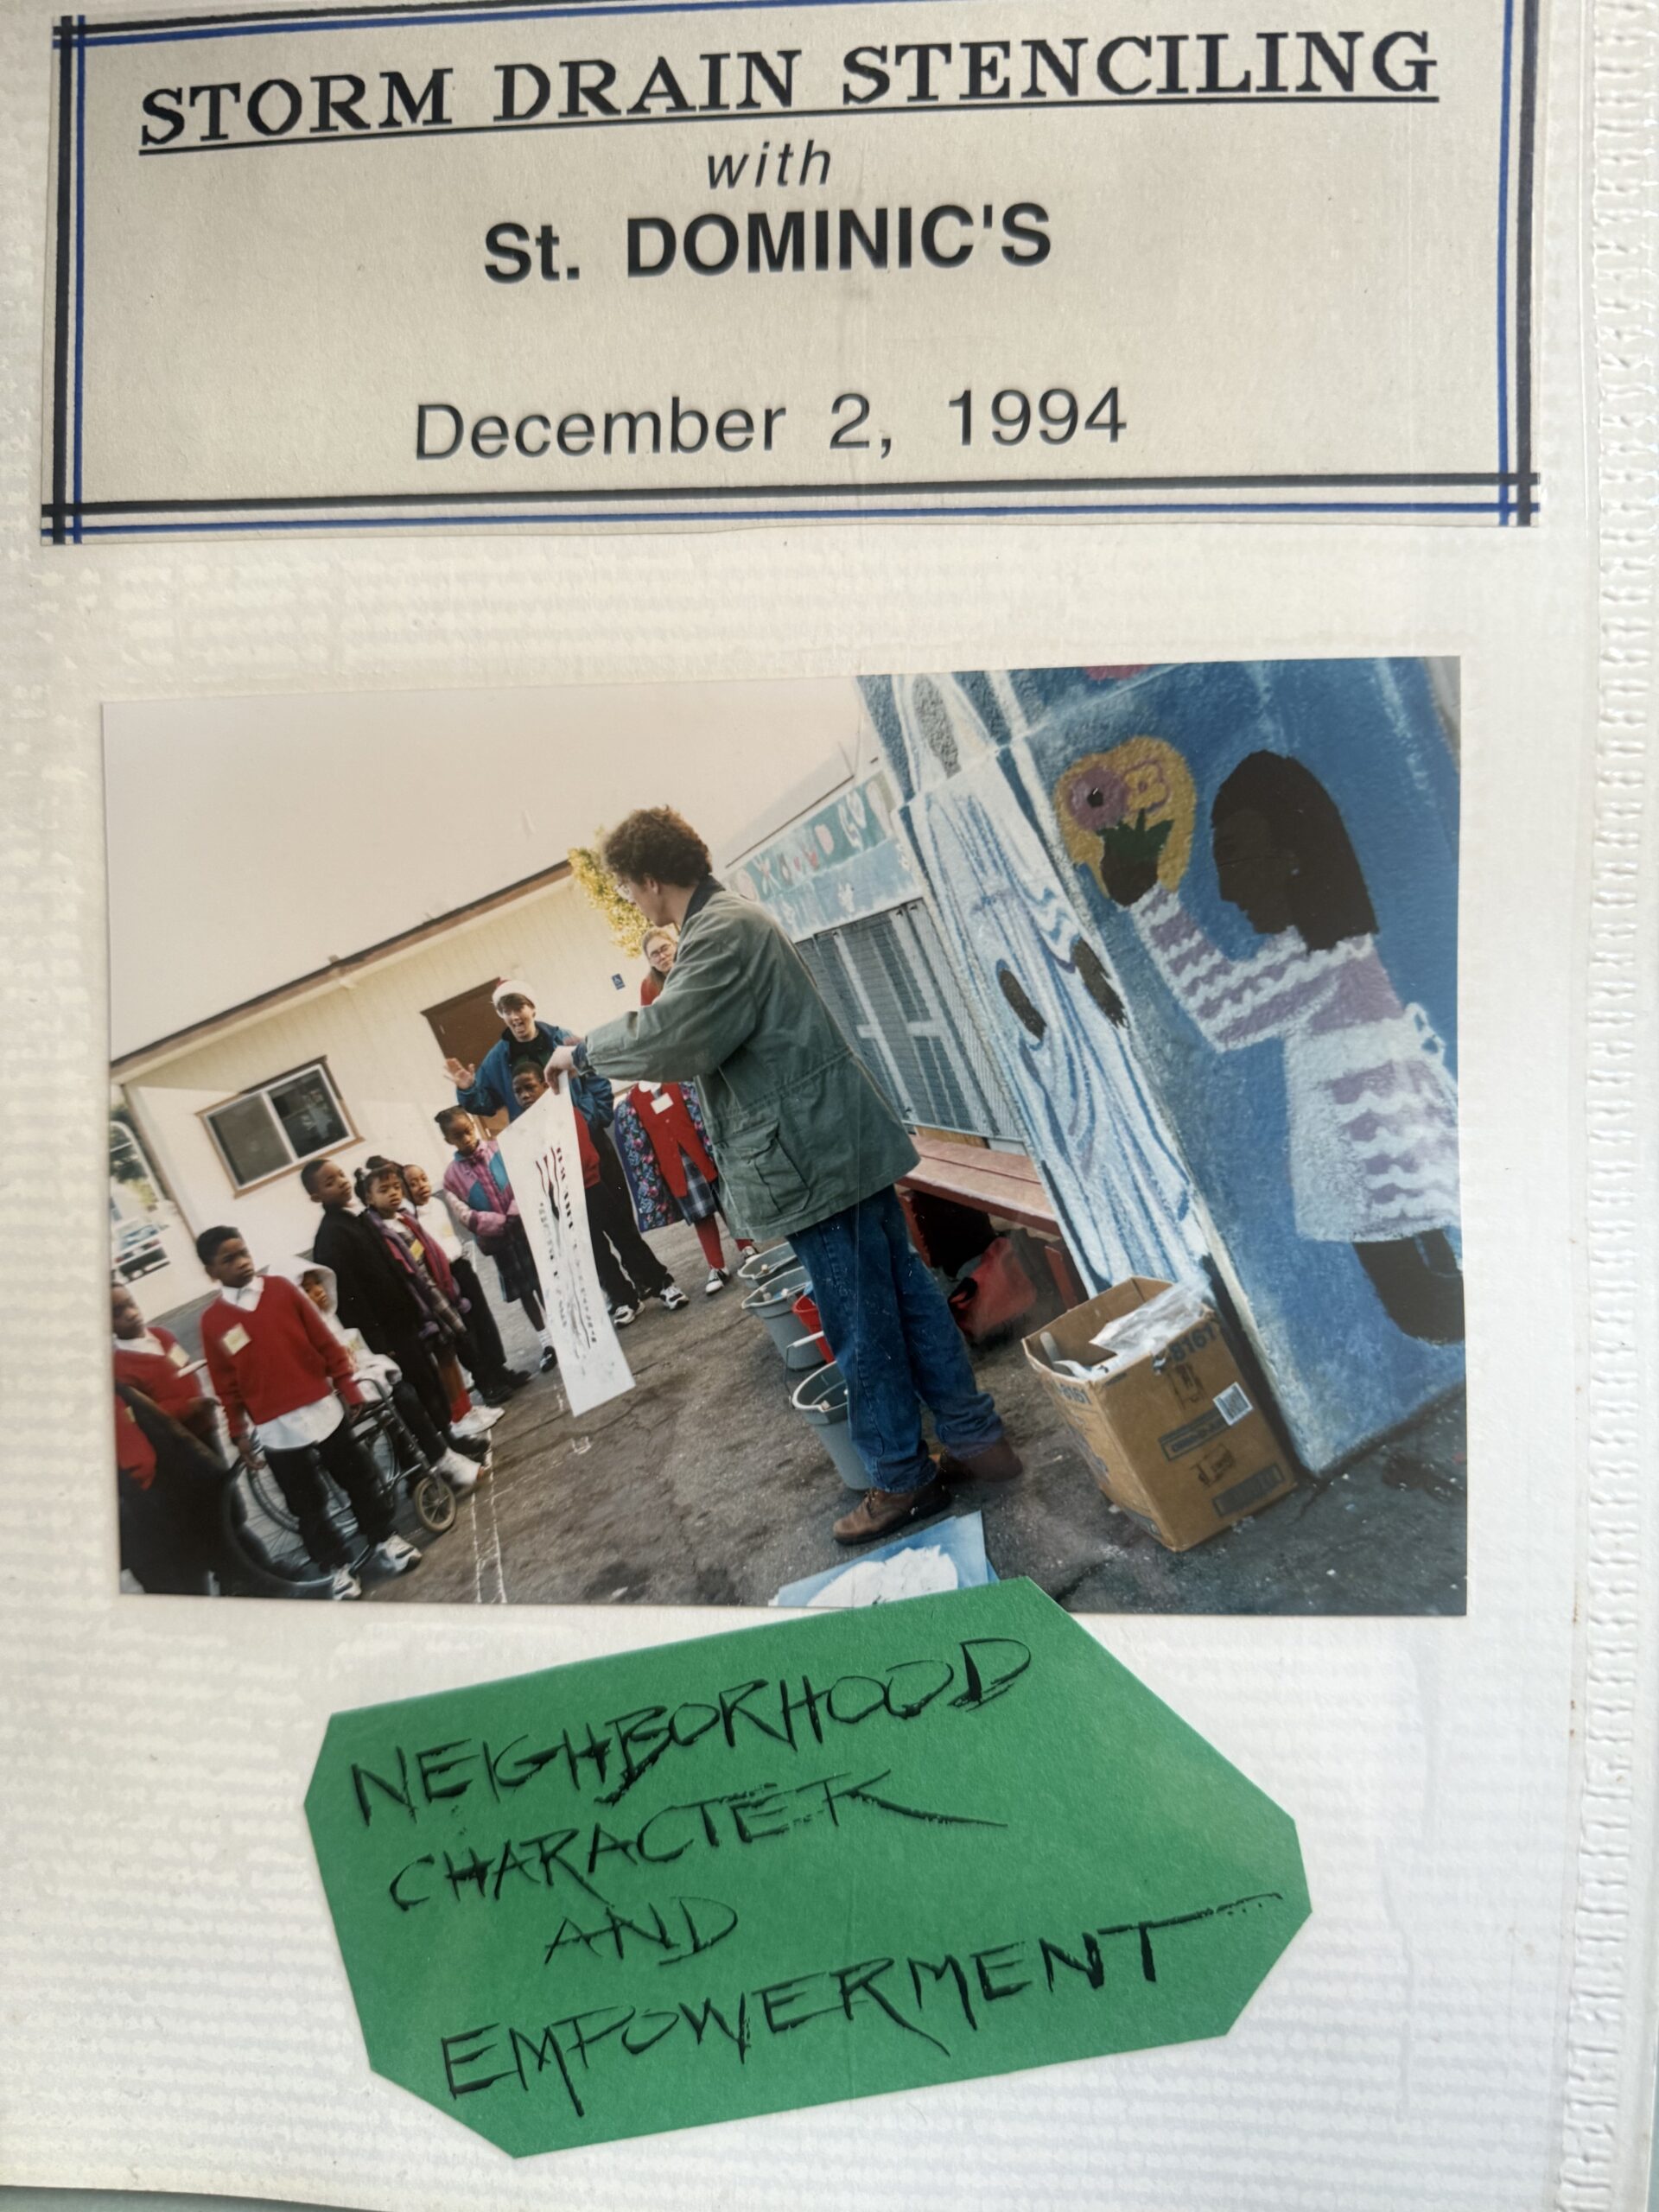 STORM DRAIN STENCILING
with
St. DOMINIC'S
December 2, 1994
NEIGHBORHOOD
CHARACTER
AND
EMPOWERMENT